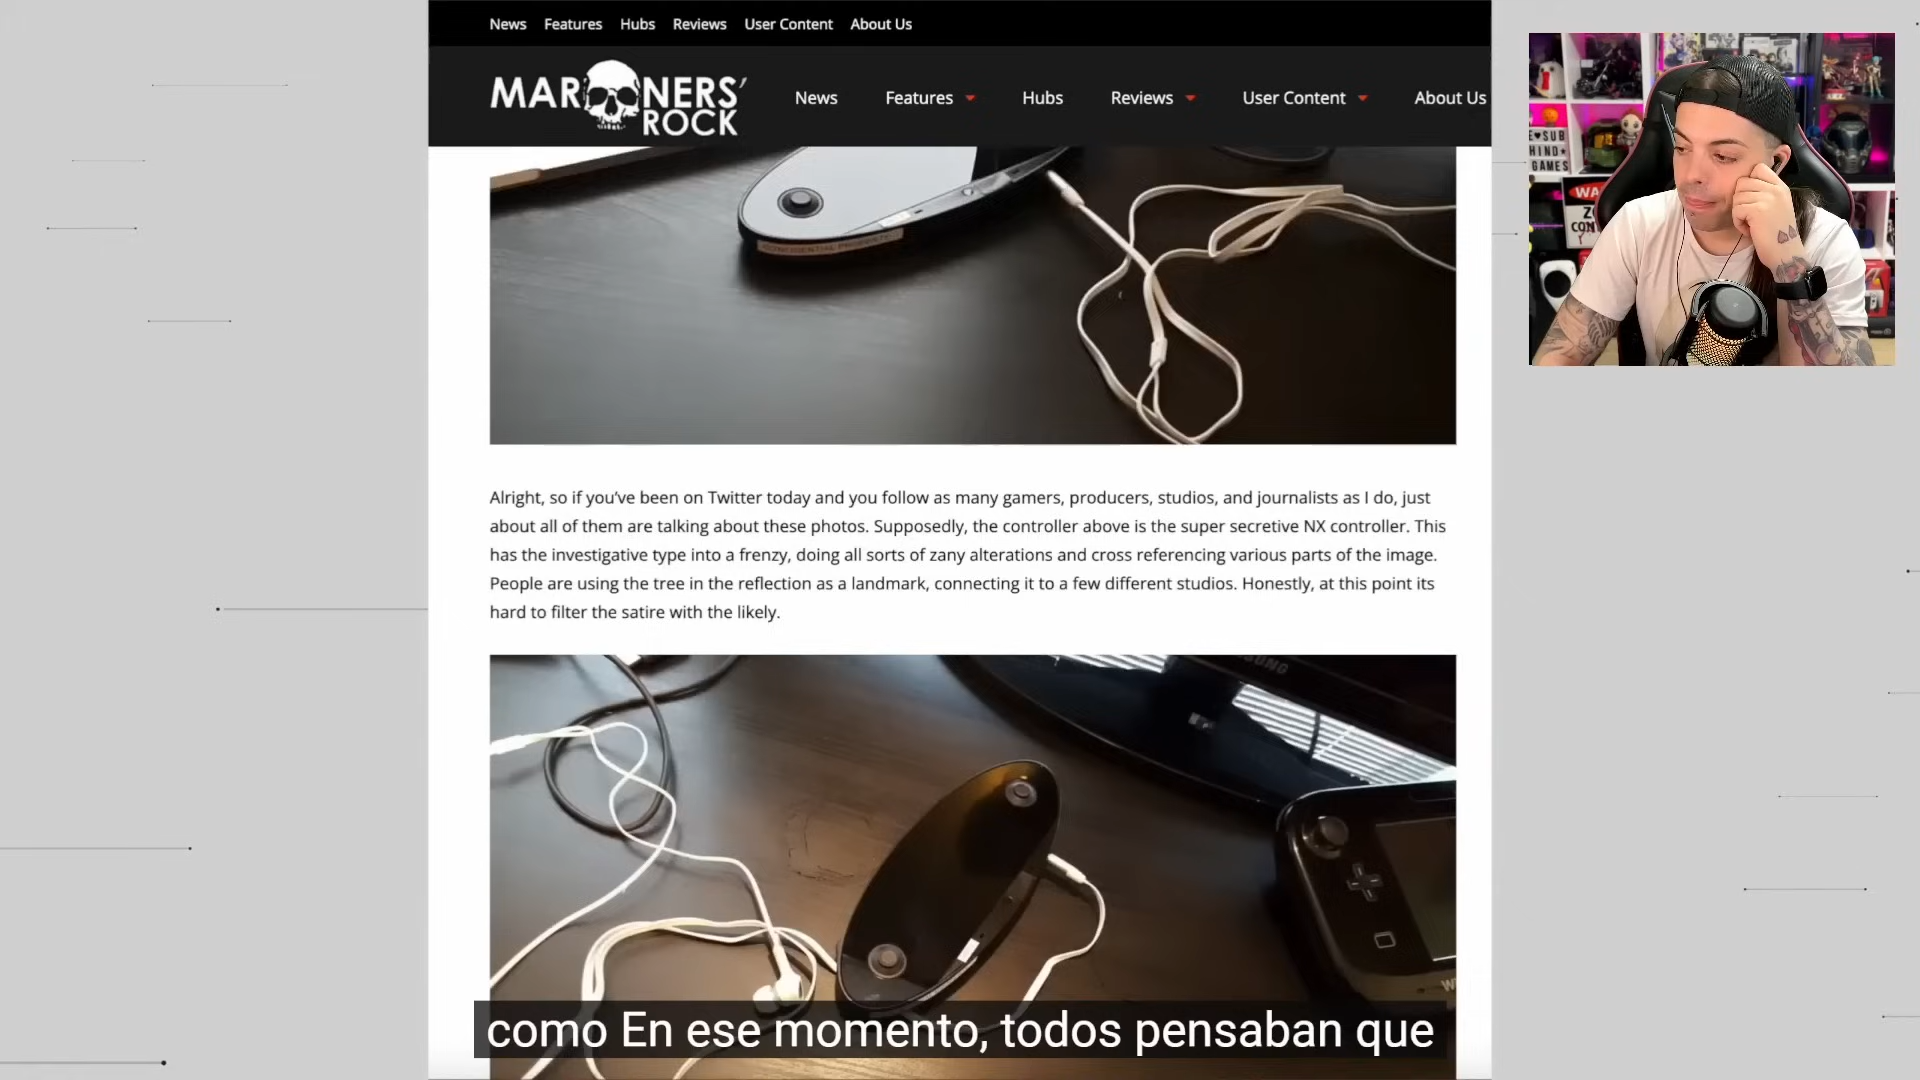 News Features Hubs Reviews User Content About Us
MARINERS' ROCK
News Features Hubs Reviews User Content About Us
CONFIDENTIAL
Alright, so if you've been on Twitter today and you follow as many gamers, producers, studios, and journalists as I do, just
about all of them are talking about these photos. Supposedly, the controller above is the super secretive NX controller. This
has the investigative type into a frenzy, doing all sorts of zany alterations and cross referencing various parts of the image.
People are using the tree in the reflection as a landmark, connecting it to a few different studios. Honestly, at this point its
hard to filter the satire with the likely.
SAMSUNG
como En ese momento, todos pensaban que
E♥SUB
HIND
GAMES
WA